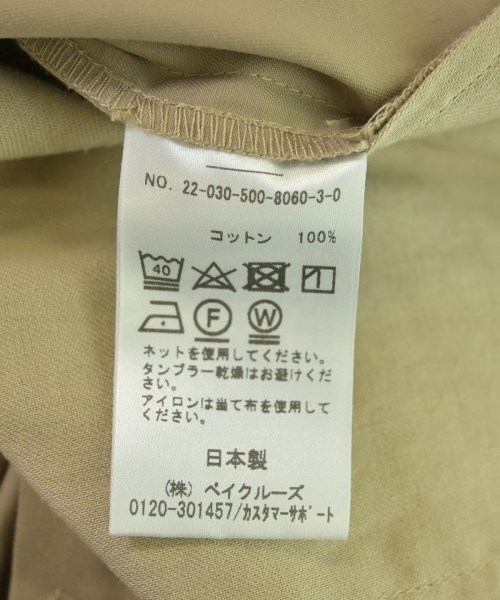 NO. 22-030-500-8060-3-0
コットン 100%
40
F W
ネットを使用してください。
タンブラー乾燥はお避けくだ
さい。
アイロンは当て布を使用して
ください。
日本製
(株) ベイクルーズ
0120-301457/カスタマーサポート